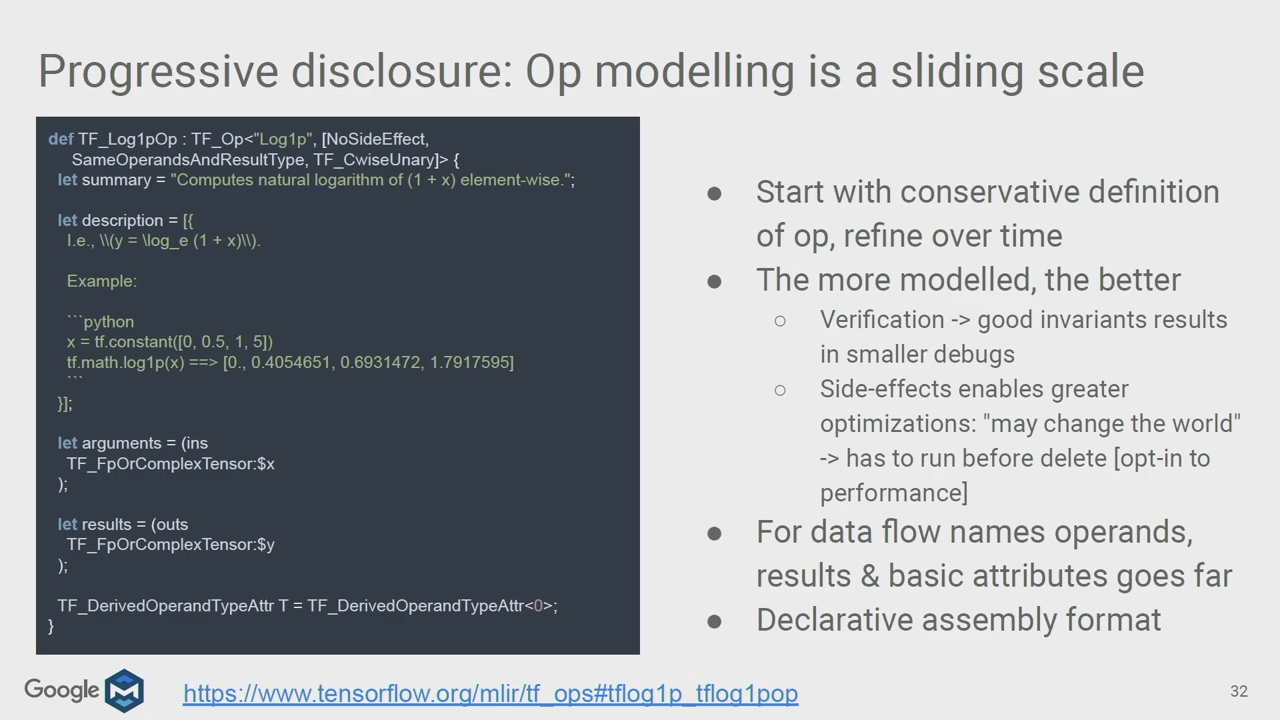 Progressive disclosure: Op modelling is a sliding scale
def TF_Log1pOp : TF_Op<"Log1p", [NoSideEffect,
SameOperandsAndResultType, TF_CwiseUnary]> {
let summary = "Computes natural logarithm of (1 + x) element-wise.";
let description = [{
I.e., \\(y = \log_e (1 + x)\\).
Example:
```python
x = tf.constant([0, 0.5, 1, 5])
tf.math.log1p(x) ==> [0., 0.4054651, 0.6931472, 1.7917595]
```
}];
let arguments = (ins
TF_FpOrComplexTensor:$x
);
let results = (outs
TF_FpOrComplexTensor:$y
);
TF_DerivedOperandTypeAttr T = TF_DerivedOperandTypeAttr<0>;
}
● Start with conservative definition
of op, refine over time
● The more modelled, the better
○ Verification -> good invariants results
in smaller debugs
○ Side-effects enables greater
optimizations: "may change the world"
-> has to run before delete [opt-in to
performance]
● For data flow names operands,
results & basic attributes goes far
● Declarative assembly format
Google M
https://www.tensorflow.org/mlir/tf_ops#tflog1p_tflog1pop
32